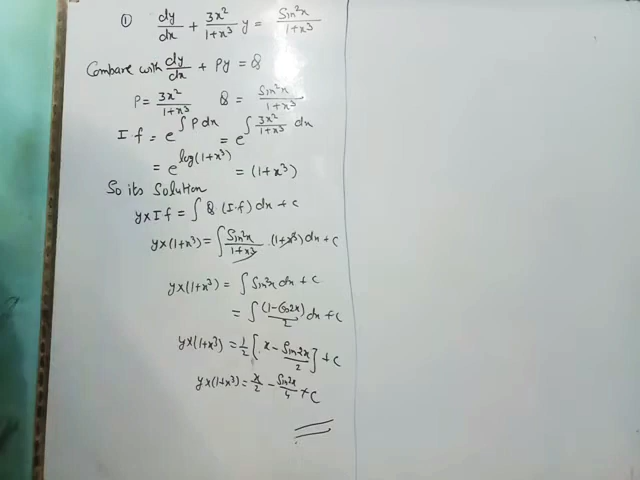 ① dy/dx + 3x²/1+x³ y = Sin²x/1+x³
Combare with dy/dx + Py = Q
P = 3x²/1+x³ Q = Sin²x/1+x³
I f = e^∫P dx = e^∫3x²/1+x³ dx
= e^log(1+x³) = (1+x³)
So its Solution
y×I f = ∫ Q (I.f) dx + c
y×(1+x³) = ∫ Sin²x/1+x³ · (1+x³) dx + c
y×(1+x³) = ∫ Sin²x dx + c
= ∫ (1-Cos2x)/2 dx + c
y×(1+x³) = 1/2 [x - Sin2x/2] + c
y×(1+x³) = x/2 - Sin2x/4 + c